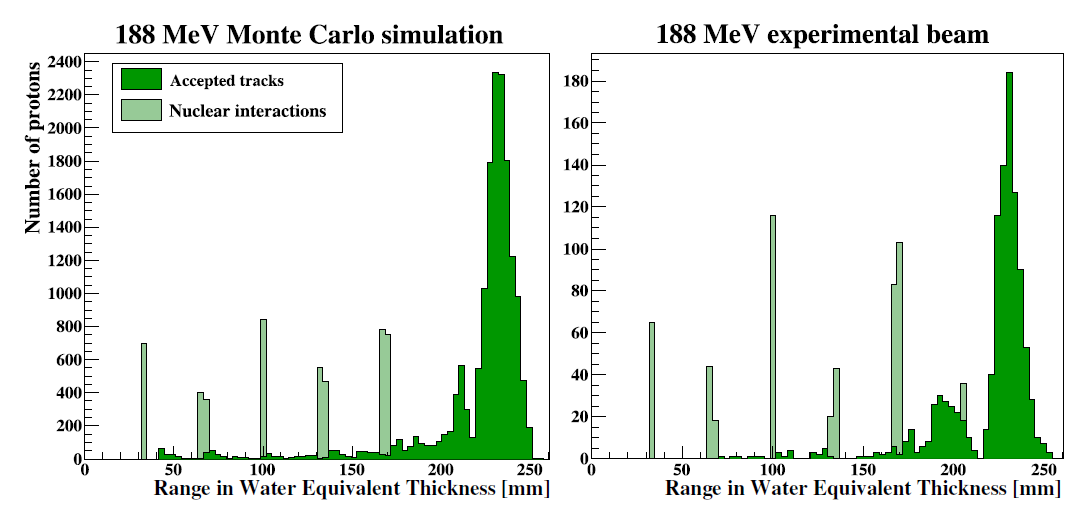 188 MeV Monte Carlo simulation
Number of protons
2400
2200
2000
1800
1600
1400
1200
1000
800
600
400
200
0
Accepted tracks
Nuclear interactions
0 50 100 150 200 250
Range in Water Equivalent Thickness [mm]
188 MeV experimental beam
180
160
140
120
100
80
60
40
20
0
0 50 100 150 200 250
Range in Water Equivalent Thickness [mm]